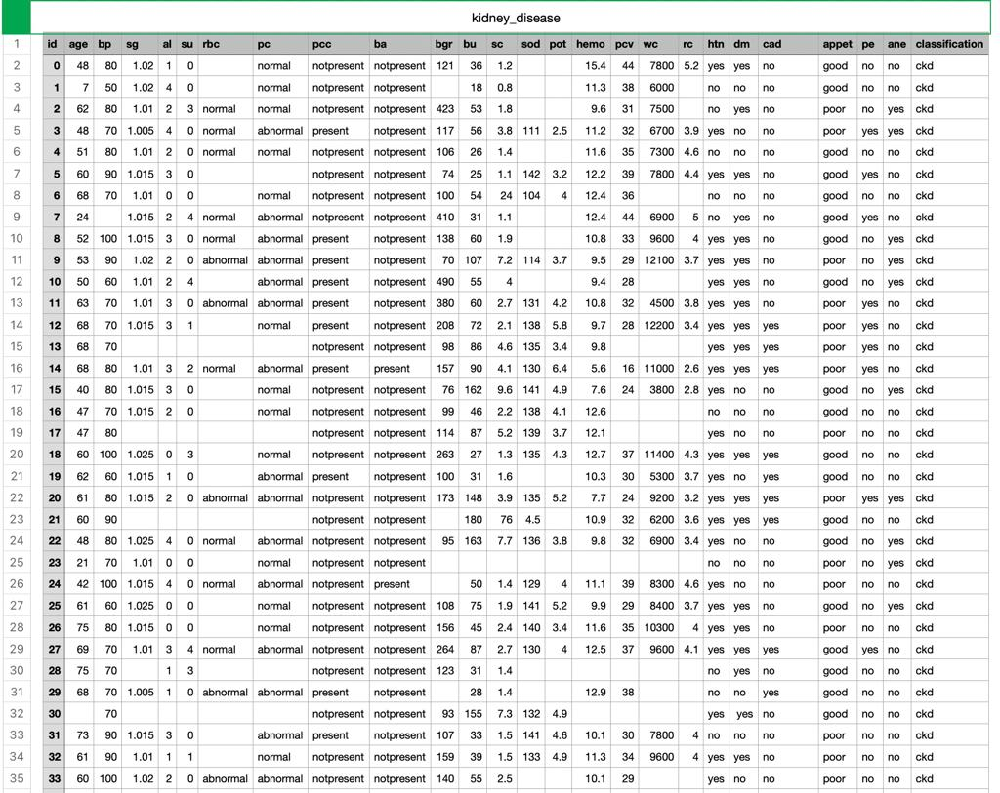 kidney_disease
1 id age bp sg al su rbc pc pcc ba bgr bu sc sod pot hemo pcv wc rc htn dm cad appet pe ane classification
2 0 48 80 1.02 1 0 normal notpresent notpresent 121 36 1.2 15.4 44 7800 5.2 yes yes no good no no ckd
3 1 7 50 1.02 4 0 normal notpresent notpresent 18 0.8 11.3 38 6000 no no no good no no ckd
4 2 62 80 1.01 2 3 normal normal notpresent notpresent 423 53 1.8 9.6 31 7500 no yes no poor no yes ckd
5 3 48 70 1.005 4 0 normal abnormal present notpresent 117 56 3.8 111 2.5 11.2 32 6700 3.9 yes no no poor yes yes ckd
6 4 51 80 1.01 2 0 normal normal notpresent notpresent 106 26 1.4 11.6 35 7300 4.6 no no no good no no ckd
7 5 60 90 1.015 3 0 notpresent notpresent 74 25 1.1 142 3.2 12.2 39 7800 4.4 yes yes no good yes no ckd
8 6 68 70 1.01 0 0 normal notpresent notpresent 100 54 24 104 4 12.4 36 no no no good no no ckd
9 7 24 1.015 2 4 normal abnormal notpresent notpresent 410 31 1.1 12.4 44 6900 5 no yes no good yes no ckd
10 8 52 100 1.015 3 0 normal abnormal present notpresent 138 60 1.9 10.8 33 9600 4 yes yes no good no yes ckd
11 9 53 90 1.02 2 0 abnormal abnormal present notpresent 70 107 7.2 114 3.7 9.5 29 12100 3.7 yes yes no poor no yes ckd
12 10 50 60 1.01 2 4 abnormal present notpresent 490 55 4 9.4 28 yes yes no good no yes ckd
13 11 63 70 1.01 3 0 abnormal abnormal present notpresent 380 60 2.7 131 4.2 10.8 32 4500 3.8 yes yes no poor yes no ckd
14 12 68 70 1.015 3 1 normal present notpresent 208 72 2.1 138 5.8 9.7 28 12200 3.4 yes yes yes poor yes no ckd
15 13 68 70 notpresent notpresent 98 86 4.6 135 3.4 9.8 yes yes yes poor yes no ckd
16 14 68 80 1.01 3 2 normal abnormal present present 157 90 4.1 130 6.4 5.6 16 11000 2.6 yes yes yes poor yes no ckd
17 15 40 80 1.015 3 0 normal notpresent notpresent 76 162 9.6 141 4.9 7.6 24 3800 2.8 yes no no good no yes ckd
18 16 47 70 1.015 2 0 normal notpresent notpresent 99 46 2.2 138 4.1 12.6 no no no good no no ckd
19 17 47 80 notpresent notpresent 114 87 5.2 139 3.7 12.1 yes no no poor no no ckd
20 18 60 100 1.025 0 3 normal notpresent notpresent 263 27 1.3 135 4.3 12.7 37 11400 4.3 yes yes yes good no no ckd
21 19 62 60 1.015 1 0 abnormal present notpresent 100 31 1.6 10.3 30 5300 3.7 yes no yes good no no ckd
22 20 61 80 1.015 2 0 abnormal abnormal notpresent notpresent 173 148 3.9 135 5.2 7.7 24 9200 3.2 yes yes yes poor yes yes ckd
23 21 60 90 notpresent notpresent 180 76 4.5 10.9 32 6200 3.6 yes yes yes good no no ckd
24 22 48 80 1.025 4 0 normal abnormal notpresent notpresent 95 163 7.7 136 3.8 9.8 32 6900 3.4 yes no no good no yes ckd
25 23 21 70 1.01 0 0 normal notpresent notpresent no no no poor no yes ckd
26 24 42 100 1.015 4 0 normal abnormal notpresent present 50 1.4 129 4 11.1 39 8300 4.6 yes no no poor no no ckd
27 25 61 60 1.025 0 0 normal notpresent notpresent 108 75 1.9 141 5.2 9.9 29 8400 3.7 yes yes no good no yes ckd
28 26 75 80 1.015 0 0 normal notpresent notpresent 156 45 2.4 140 3.4 11.6 35 10300 4 yes yes no poor no no ckd
29 27 69 70 1.01 3 4 normal abnormal notpresent notpresent 264 87 2.7 130 4 12.5 37 9600 4.1 yes yes yes good yes no ckd
30 28 75 70 1 3 notpresent notpresent 123 31 1.4 no yes no good no no ckd
31 29 68 70 1.005 1 0 abnormal abnormal present notpresent 28 1.4 12.9 38 no no yes good no no ckd
32 30 70 notpresent notpresent 93 155 7.3 132 4.9 yes yes no good no no ckd
33 31 73 90 1.015 3 0 abnormal present notpresent 107 33 1.5 141 4.6 10.1 30 7800 4 no no no poor no no ckd
34 32 61 90 1.01 1 1 normal notpresent notpresent 159 39 1.5 133 4.9 11.3 34 9600 4 yes yes no poor no no ckd
35 33 60 100 1.02 2 0 abnormal abnormal notpresent notpresent 140 55 2.5 10.1 29 yes no no poor no no ckd